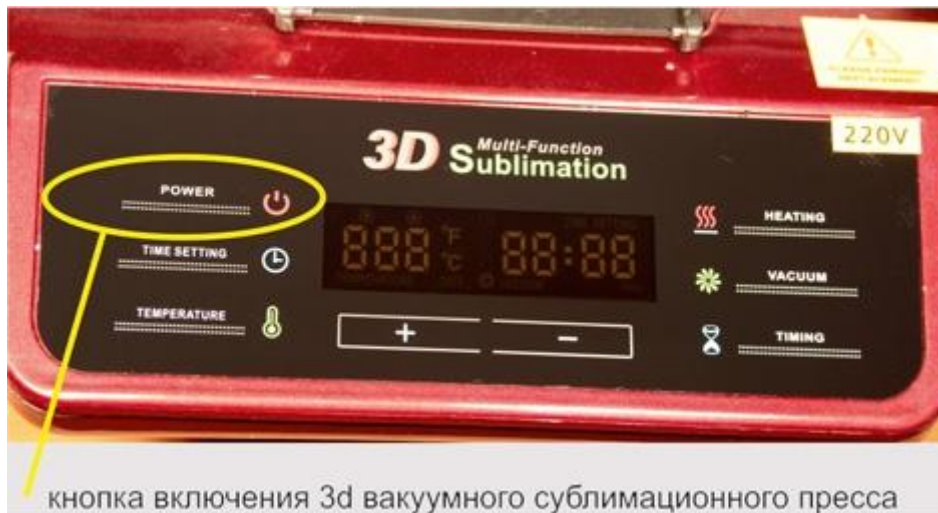 220V
3D Multi-Function
Sublimation
POWER
TIME SETTING
TEMPERATURE
888 °F
°C
88:88
+ −
HEATING
VACUUM
TIMING
кнопка включения 3d вакуумного сублимационного пресса